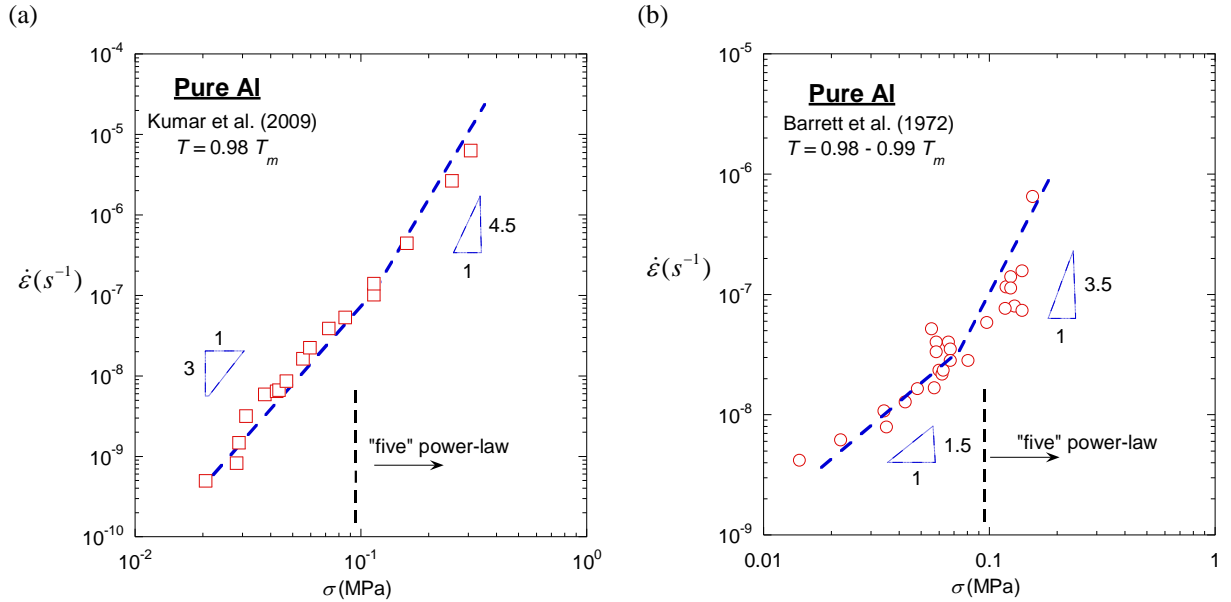 (a)
Pure Al
Kumar et al. (2009)
T = 0.98 T_m
10^-4
10^-5
10^-6
10^-7
10^-8
10^-9
10^-10
ε̇(s^-1)
4.5
1
1
3
"five" power-law
10^-2
10^-1
10^0
σ(MPa)
(b)
Pure Al
Barrett et al. (1972)
T = 0.98 - 0.99 T_m
10^-5
10^-6
10^-7
10^-8
10^-9
ε̇(s^-1)
3.5
1
1.5
1
"five" power-law
0.01
0.1
1
σ(MPa)